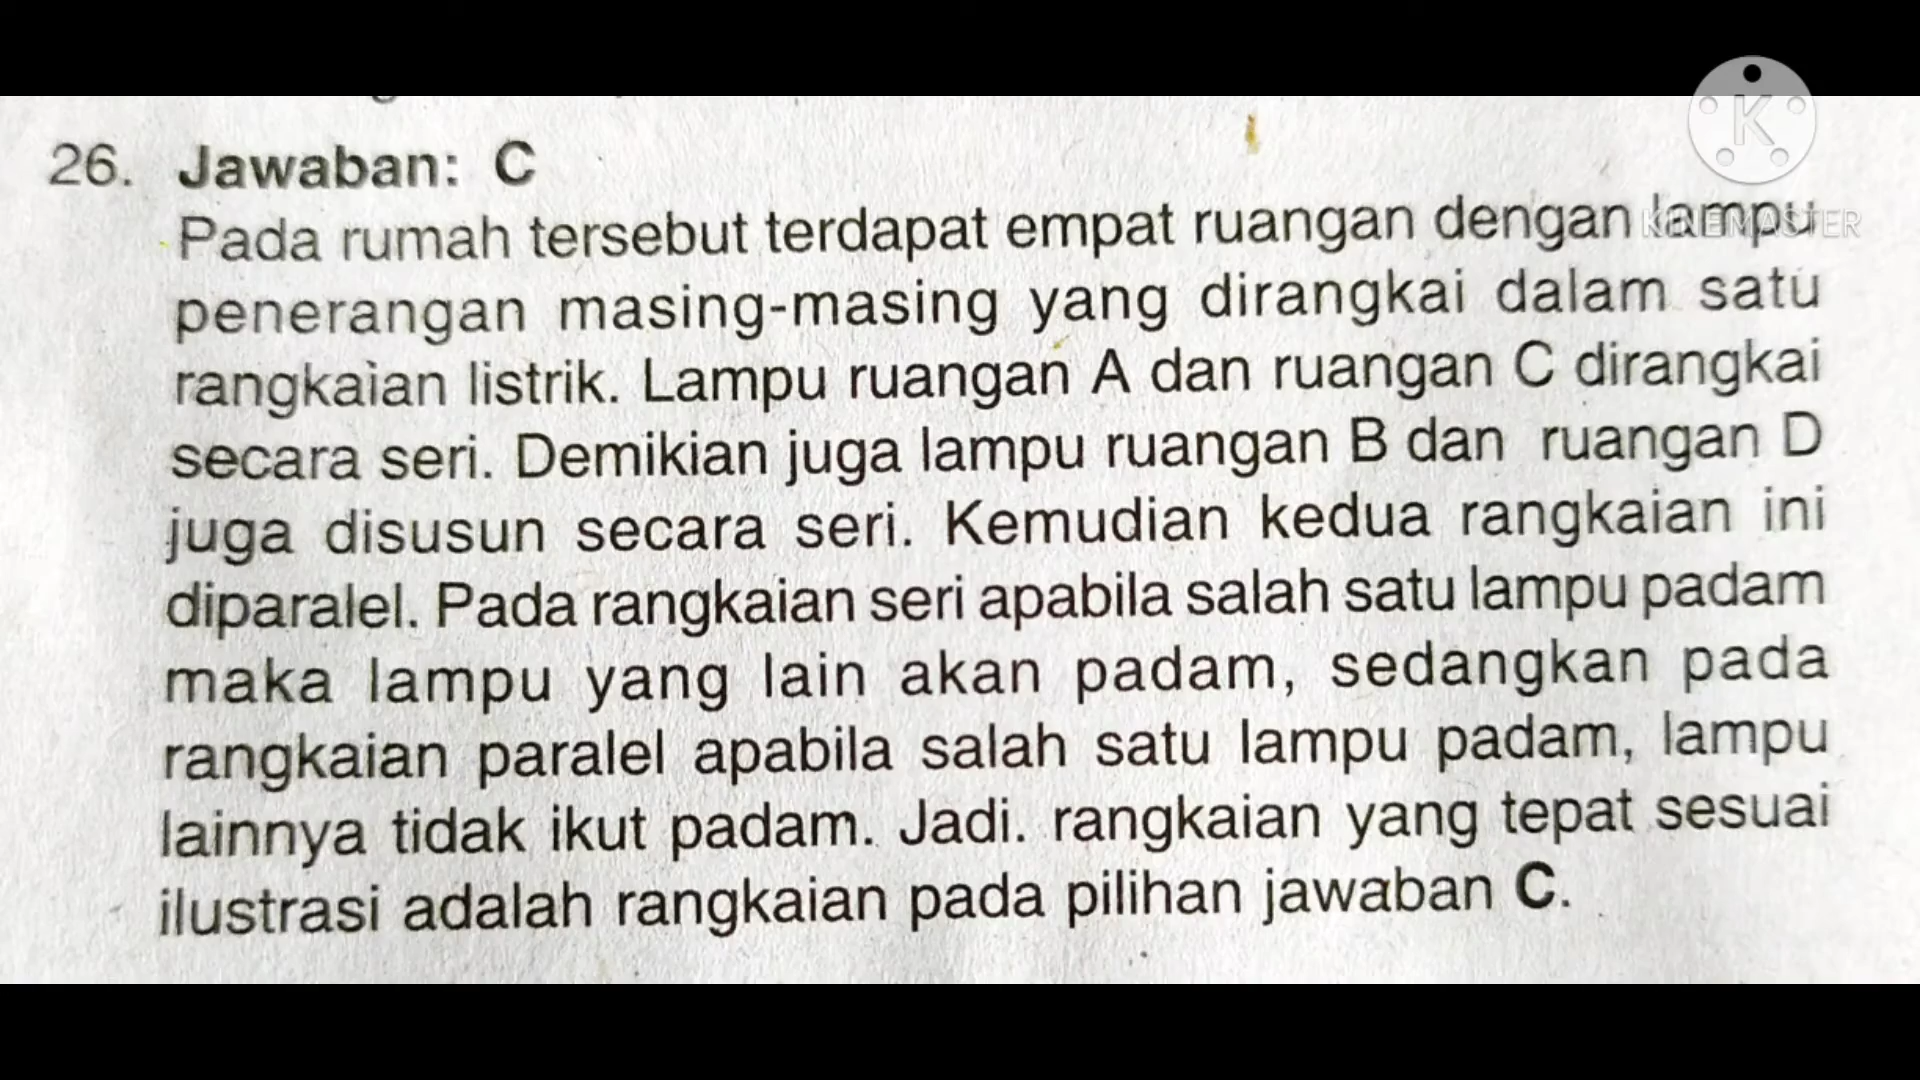 26. Jawaban: C
Pada rumah tersebut terdapat empat ruangan dengan lampu
penerangan masing-masing yang dirangkai dalam satu
rangkaian listrik. Lampu ruangan A dan ruangan C dirangkai
secara seri. Demikian juga lampu ruangan B dan ruangan D
juga disusun secara seri. Kemudian kedua rangkaian ini
diparalel. Pada rangkaian seri apabila salah satu lampu padam
maka lampu yang lain akan padam, sedangkan pada
rangkaian paralel apabila salah satu lampu padam, lampu
lainnya tidak ikut padam. Jadi. rangkaian yang tepat sesuai
ilustrasi adalah rangkaian pada pilihan jawaban C.
K
KINEMASTER